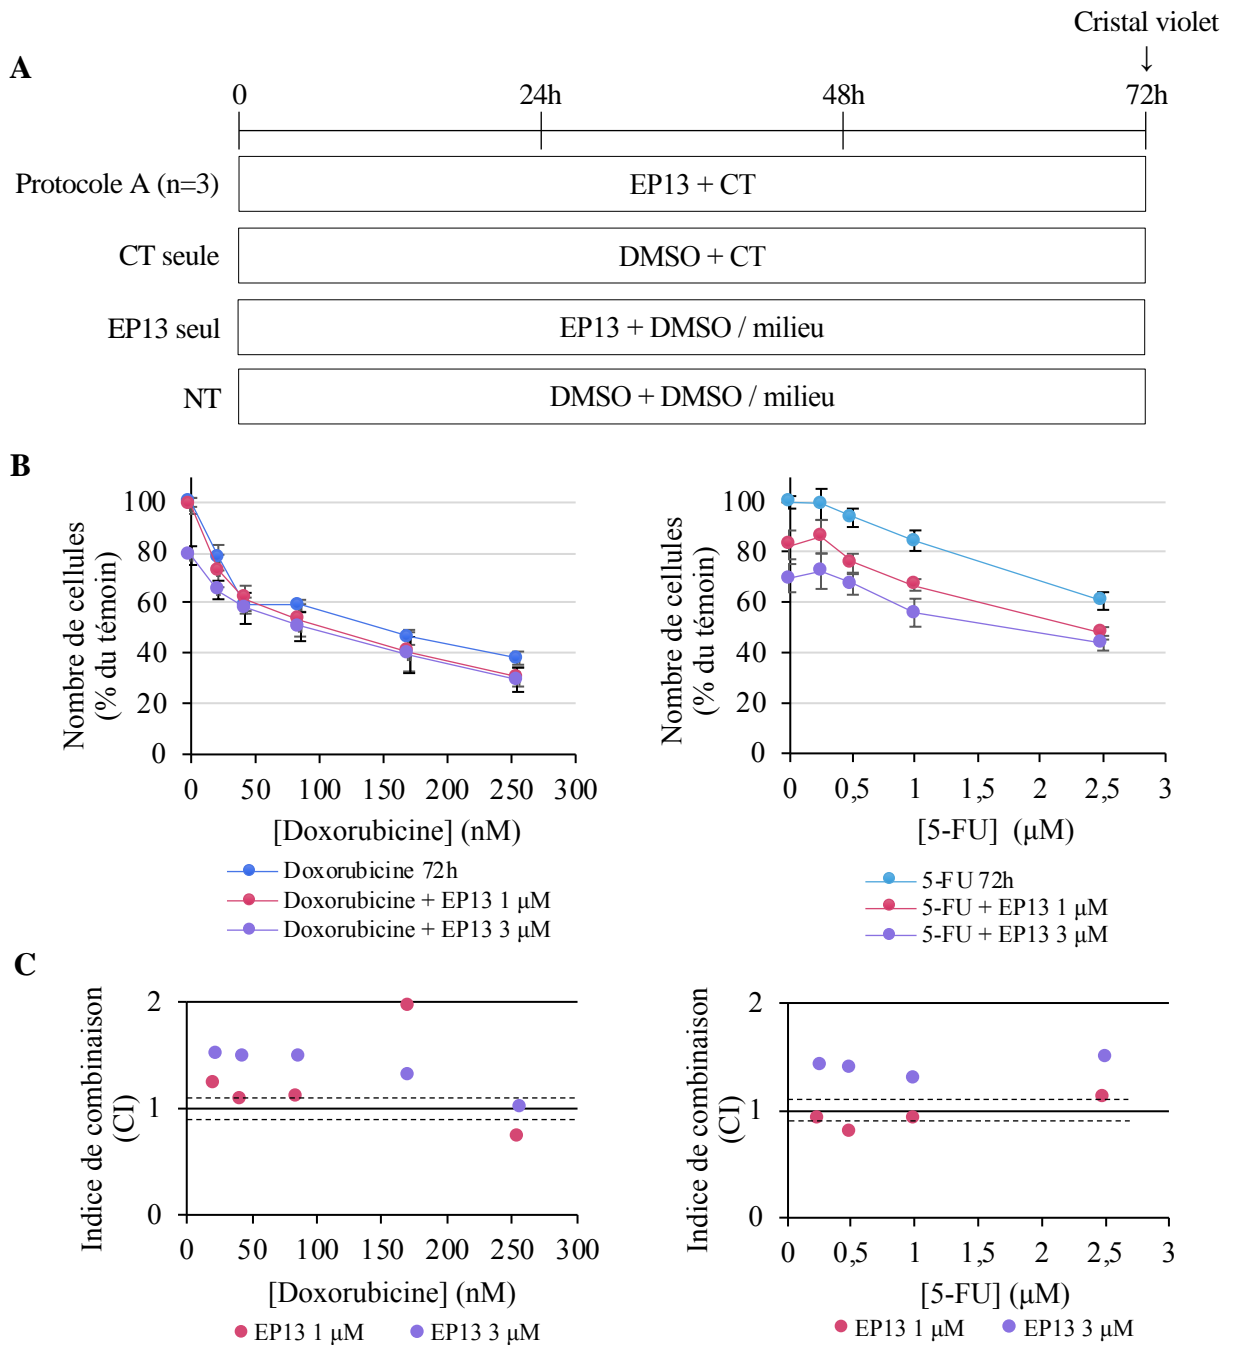 Cristal violet
A
0 24h 48h 72h
Protocole A (n=3) EP13 + CT
CT seule DMSO + CT
EP13 seul EP13 + DMSO / milieu
NT DMSO + DMSO / milieu
B
Nombre de cellules
(% du témoin)
100
80
60
40
20
0
0 50 100 150 200 250 300
[Doxorubicine] (nM)
Doxorubicine 72h
Doxorubicine + EP13 1 μM
Doxorubicine + EP13 3 μM
Nombre de cellules
(% du témoin)
100
80
60
40
20
0
0 0,5 1 1,5 2 2,5 3
[5-FU] (μM)
5-FU 72h
5-FU + EP13 1 μM
5-FU + EP13 3 μM
C
Indice de combinaison
(CI)
2
1
0
0 50 100 150 200 250 300
[Doxorubicine] (nM)
EP13 1 μM EP13 3 μM
Indice de combinaison
(CI)
2
1
0
0 0,5 1 1,5 2 2,5 3
[5-FU] (μM)
EP13 1 μM EP13 3 μM